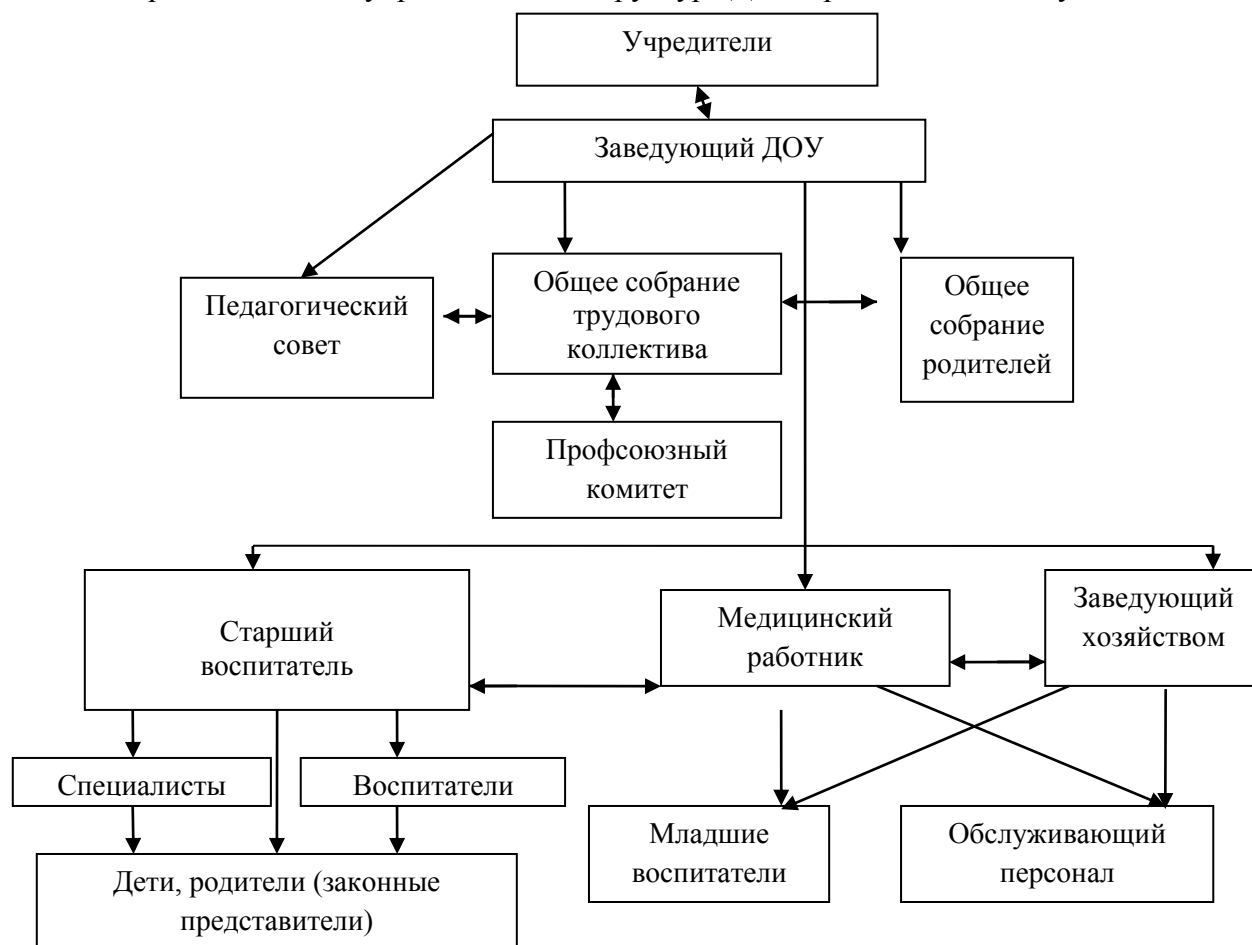 Учредители
Заведующий ДОУ
Педагогический
совет
Общее собрание
трудового
коллектива
Общее
собрание
родителей
Профсоюзный
комитет
Старший
воспитатель
Медицинский
работник
Заведующий
хозяйством
Специалисты
Воспитатели
Младшие
воспитатели
Обслуживающий
персонал
Дети, родители (законные
представители)